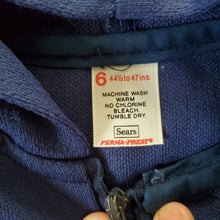 6 44½ to 47 ins.
MACHINE WASH
WARM
NO CHLORINE
BLEACH.
TUMBLE DRY
Sears
PERMA-PREST®